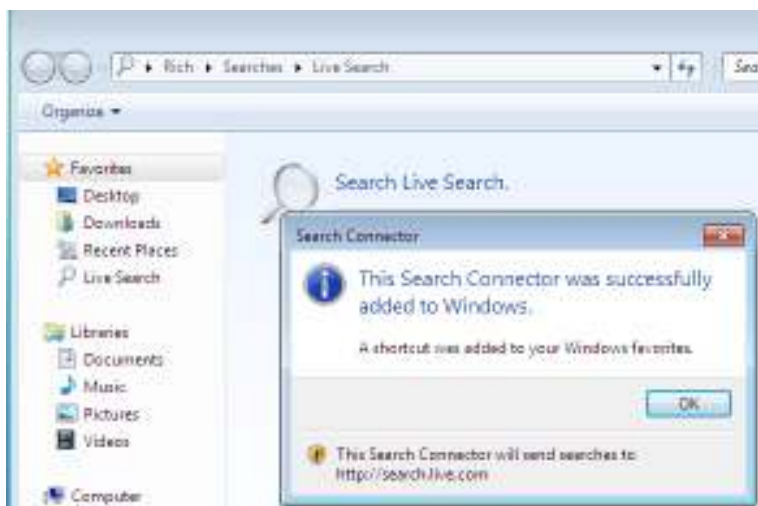 Rich Searches Live Search
Sea
Organize
Favorites
Desktop
Downloads
Recent Places
Live Search
Libraries
Documents
Music
Pictures
Videos
Computer
Search Live Search.
Search Connector
This Search Connector was successfully
added to Windows.
A shortcut was added to your Windows favorites.
OK
This Search Connector will send searches to
http://search.live.com